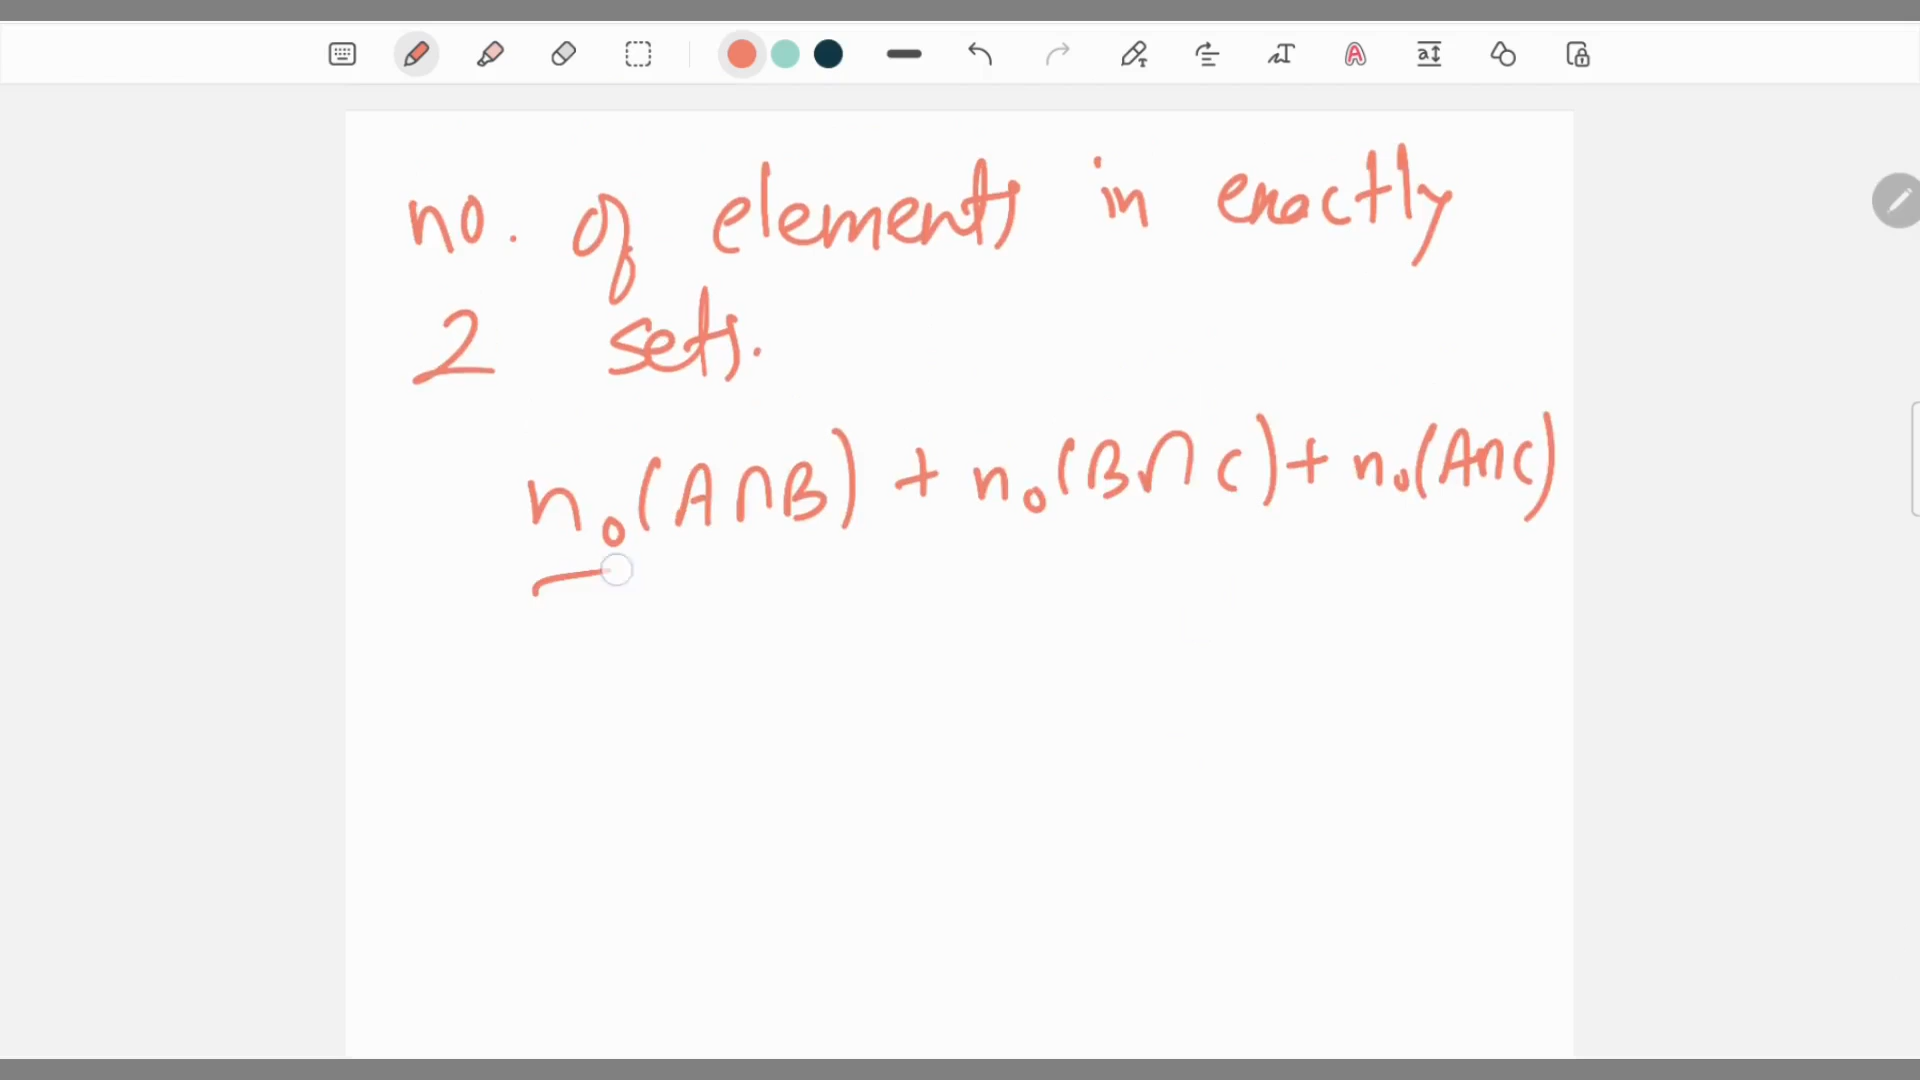 no. of elements in exactly
2 sets.
n₀(A∩B) + n₀(B∩C) + n₀(A∩C)